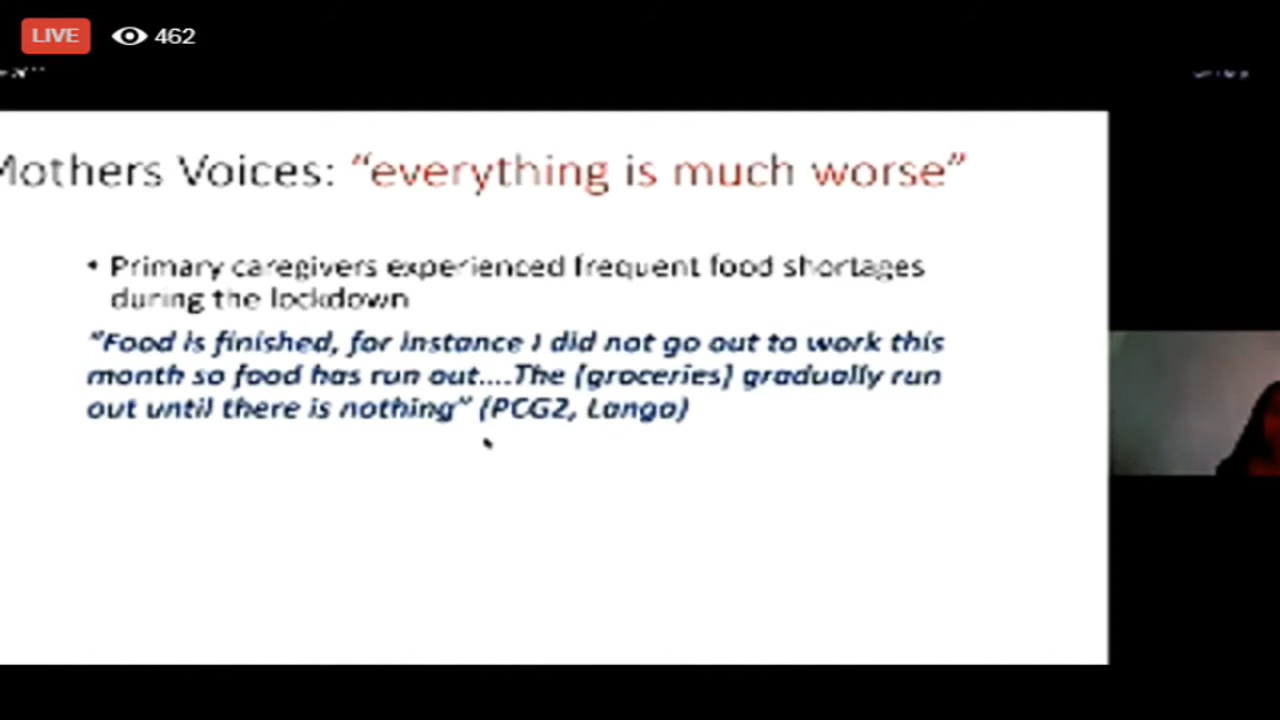 LIVE 462
Mothers Voices: “everything is much worse”
• Primary caregivers experienced frequent food shortages
during the lockdown
“Food is finished, for instance I did not go out to work this
month so food has run out....The (groceries) gradually run
out until there is nothing” (PCG2, Langa)